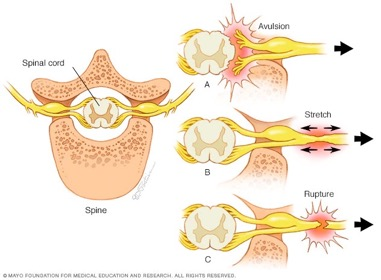 Spinal cord
Spine
Avulsion
A
Stretch
B
Rupture
C
© MAYO FOUNDATION FOR MEDICAL EDUCATION AND RESEARCH. ALL RIGHTS RESERVED.